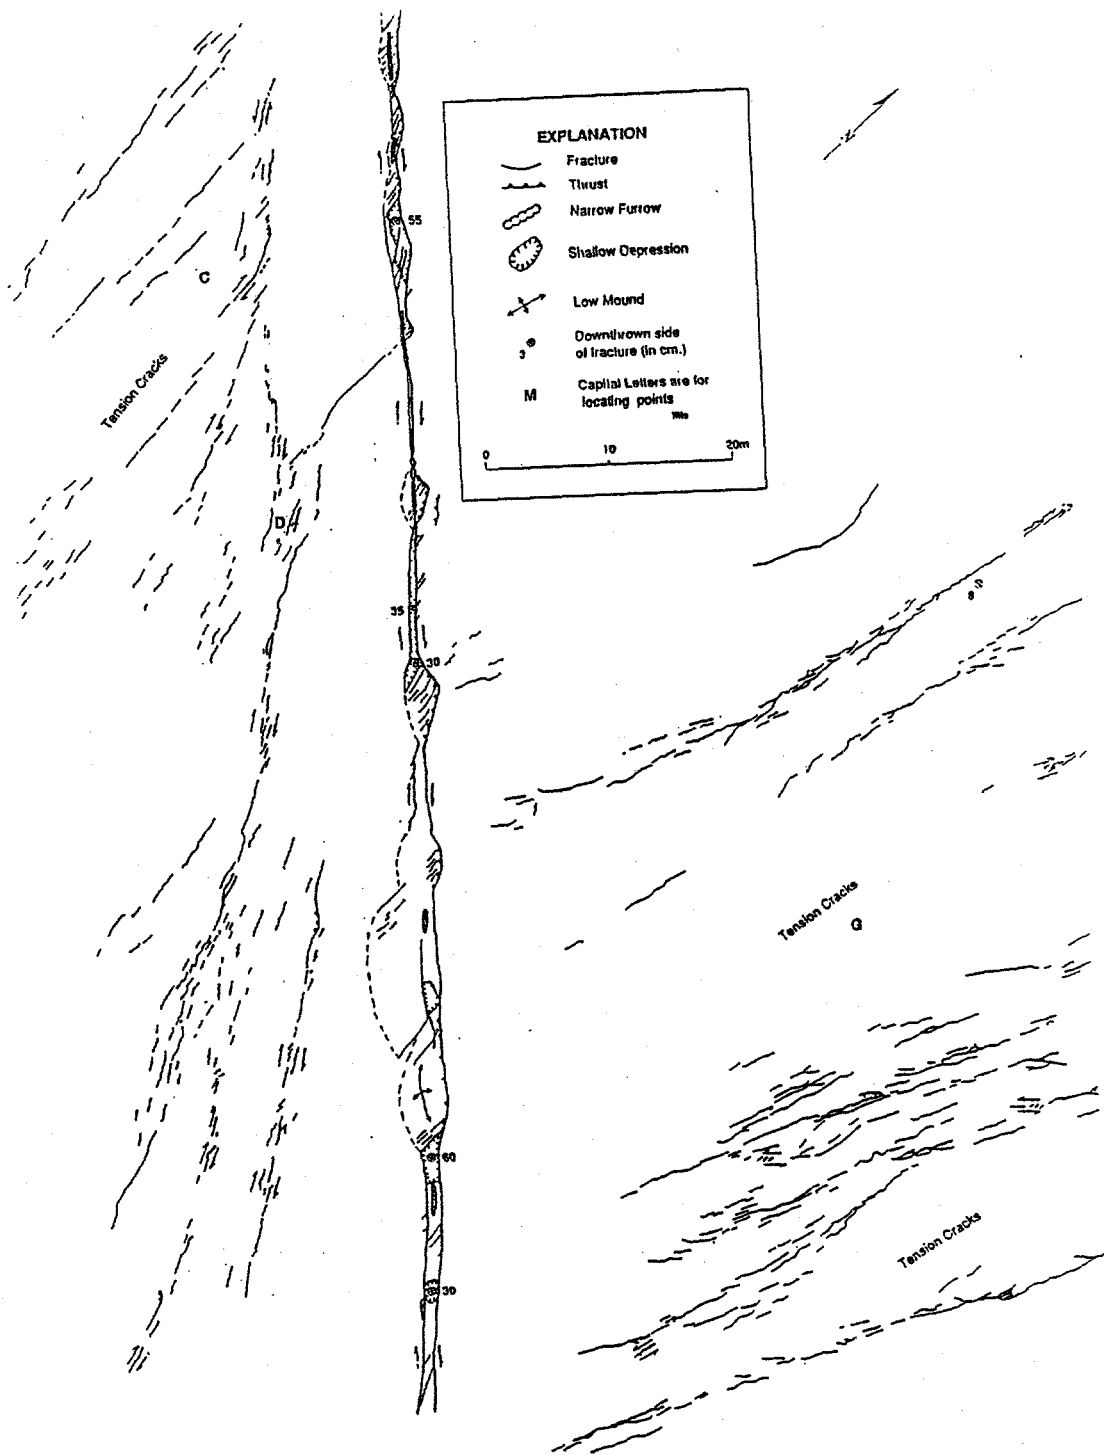 EXPLANATION
Fracture
Thrust
Narrow Furrow
Shallow Depression
Low Mound
3
Downthrown side
of fracture (in cm.)
M
Capital Letters are for
locating points
0 10 20m
55
C
Tension Cracks
D
35
30
Tension Cracks
G
60
Tension Cracks
30